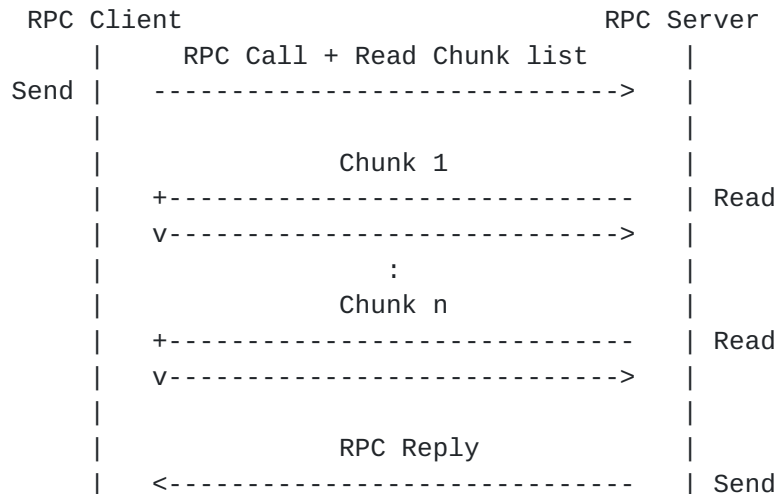 RPC Client                           RPC Server
    |     RPC Call + Read Chunk list      |
Send |   ------------------------------>   |
    |                                     |
    |               Chunk 1               |
    |   +------------------------------   | Read
    |   v----------------------------->   |
    |                  :                  |
    |               Chunk n               |
    |   +------------------------------   | Read
    |   v----------------------------->   |
    |                                     |
    |               RPC Reply             |
    |   <------------------------------   | Send